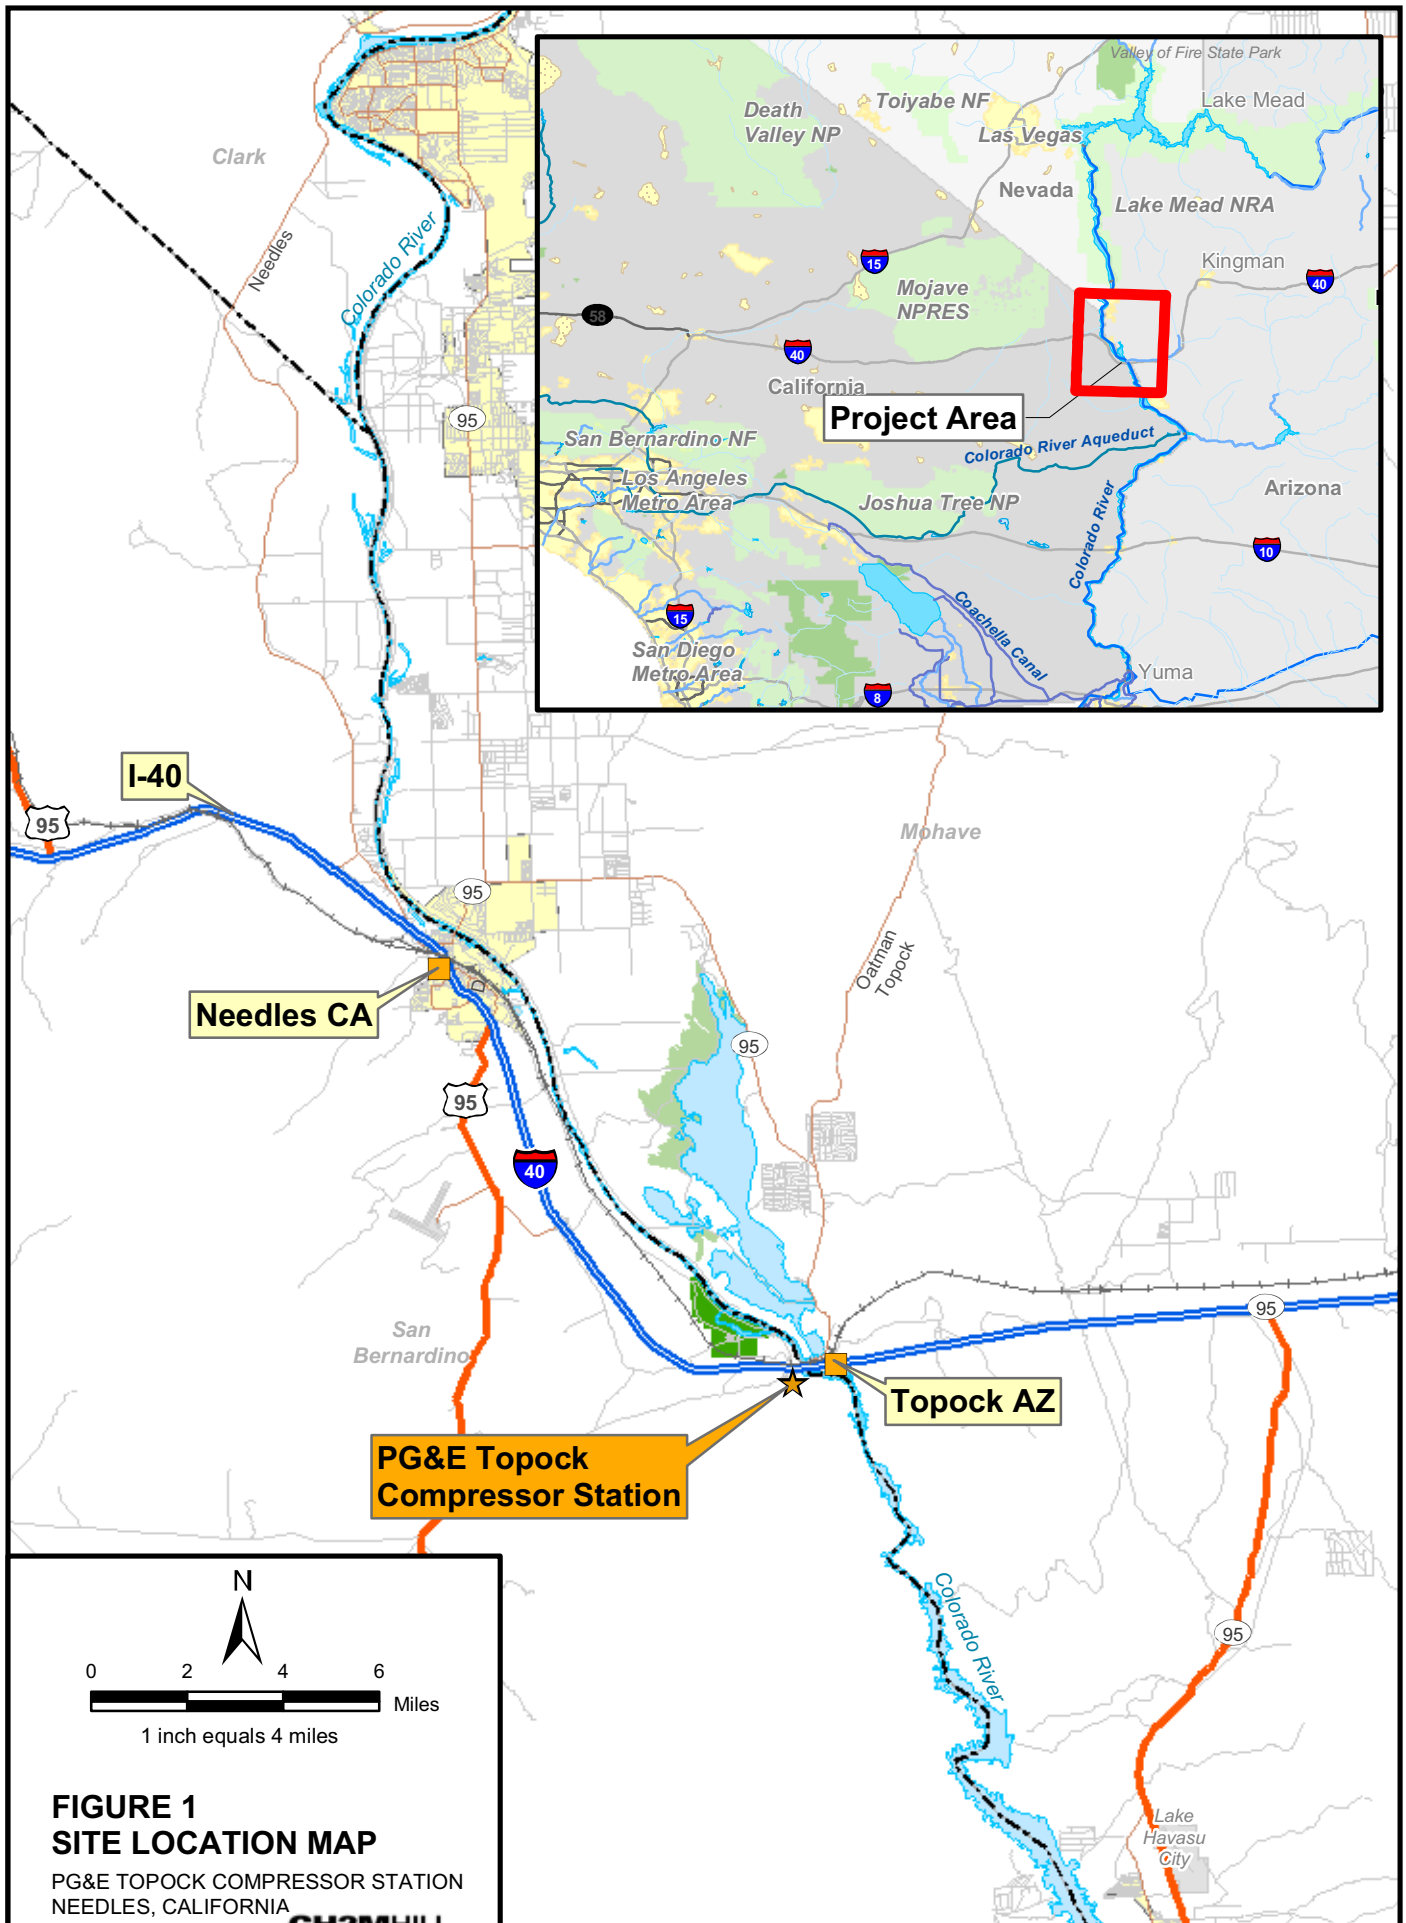 Clark
Needles
Colorado River
95
Valley of Fire State Park
Lake Mead
Death
Valley NP
Toiyabe NF
Las Vegas
Nevada
Lake Mead NRA
Kingman
15
40
Mojave
NPRES
58
40
California
Project Area
San Bernardino NF
Colorado River Aqueduct
Los Angeles
Metro Area
Joshua Tree NP
Arizona
Colorado River
10
15
Coachella Canal
San Diego
Metro Area
8
Yuma
I-40
95
Mohave
95
Oatman
Topock
D
Needles CA
95
95
40
95
San
Bernardino
Topock AZ
PG&E Topock
Compressor Station
Colorado River
95
Lake
Havasu
City
N
0 2 4 6
Miles
1 inch equals 4 miles
FIGURE 1
SITE LOCATION MAP
PG&E TOPOCK COMPRESSOR STATION
NEEDLES, CALIFORNIA